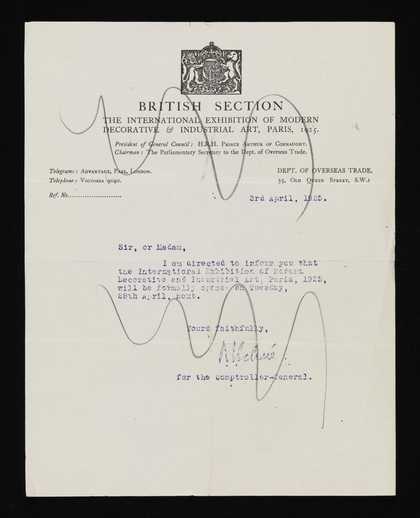 BRITISH SECTION
THE INTERNATIONAL EXHIBITION OF MODERN
DECORATIVE & INDUSTRIAL ART, PARIS, 1925.
President of General Council: H.R.H. PRINCE ARTHUR OF CONNAUGHT.
Chairman: The Parliamentary Secretary to the Dept. of Overseas Trade.
Telegrams: ADVANTAGE, PARL, LONDON.
DEPT. OF OVERSEAS TRADE,
Telephone: VICTORIA 9040.
35, OLD QUEEN STREET, S.W.1
Ref. No.
3rd April, 1925.
Sir, or Madam,
I am directed to inform you that
the International Exhibition of Modern
Decorative and Industrial Art, Paris, 1925,
will be formally opened on Tuesday,
28th April, next.
Yours faithfully,
for the Comptroller-General.